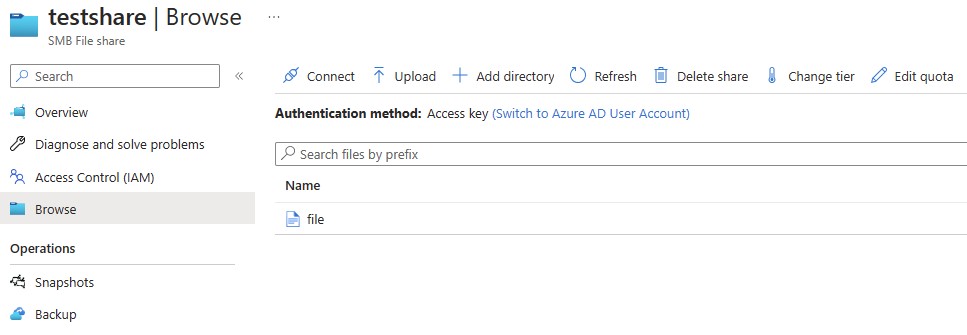 testshare | Browse ...
SMB File share
Search «
Overview
Diagnose and solve problems
Access Control (IAM)
Browse
Operations
Snapshots
Backup
Connect Upload Add directory Refresh Delete share Change tier Edit quota
Authentication method: Access key (Switch to Azure AD User Account)
Search files by prefix
Name
file